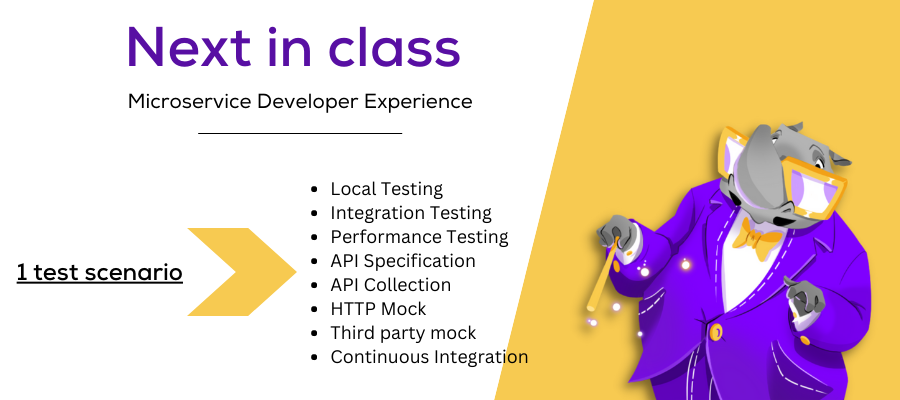 Next in class
Microservice Developer Experience
1 test scenario
Local Testing
Integration Testing
Performance Testing
API Specification
API Collection
HTTP Mock
Third party mock
Continuous Integration